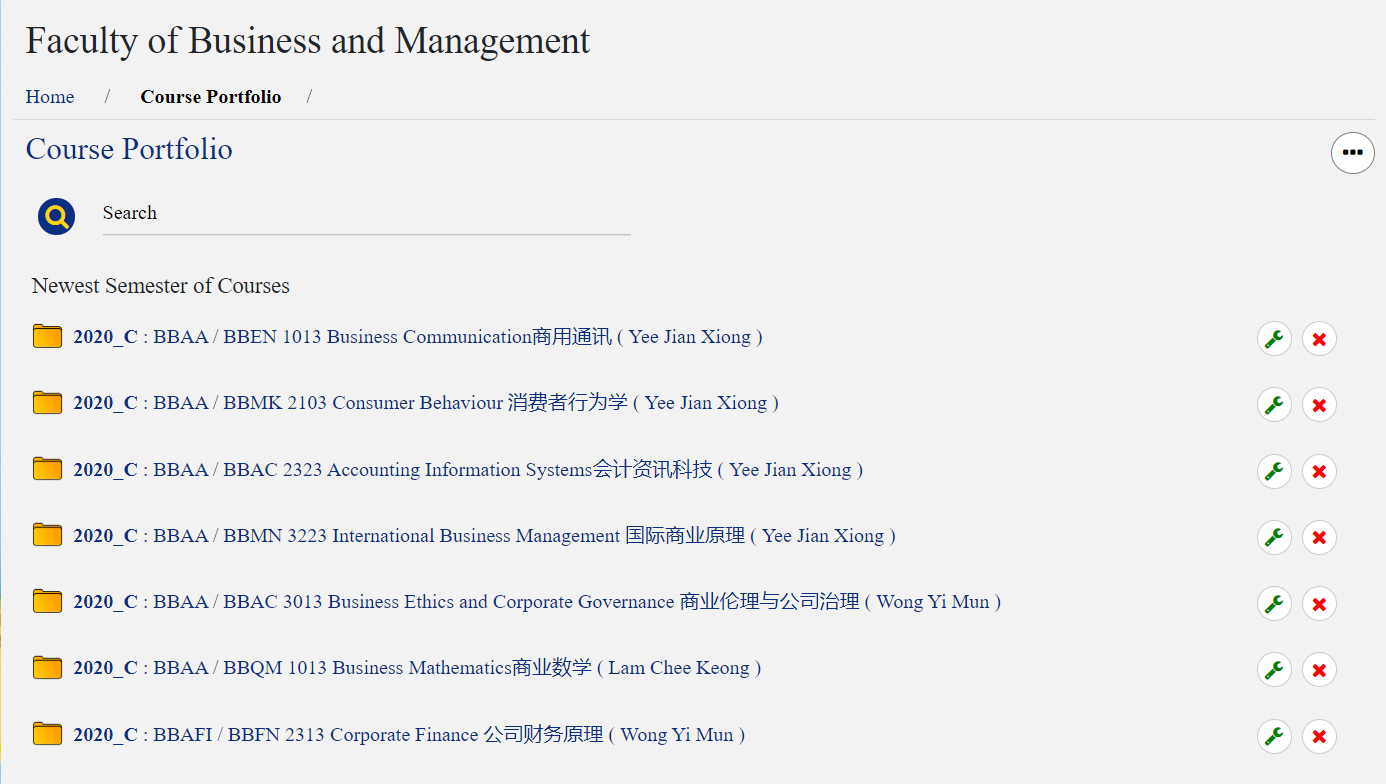 Faculty of Business and Management
Home / Course Portfolio /
Course Portfolio
Search
Newest Semester of Courses
2020_C : BBAA / BBEN 1013 Business Communication商用通讯 ( Yee Jian Xiong )
2020_C : BBAA / BBMK 2103 Consumer Behaviour 消费者行为学 ( Yee Jian Xiong )
2020_C : BBAA / BBAC 2323 Accounting Information Systems会计资讯科技 ( Yee Jian Xiong )
2020_C : BBAA / BBMN 3223 International Business Management 国际商业原理 ( Yee Jian Xiong )
2020_C : BBAA / BBAC 3013 Business Ethics and Corporate Governance 商业伦理与公司治理 ( Wong Yi Mun )
2020_C : BBAA / BBQM 1013 Business Mathematics商业数学 ( Lam Chee Keong )
2020_C : BBAFI / BBFN 2313 Corporate Finance 公司财务原理 ( Wong Yi Mun )